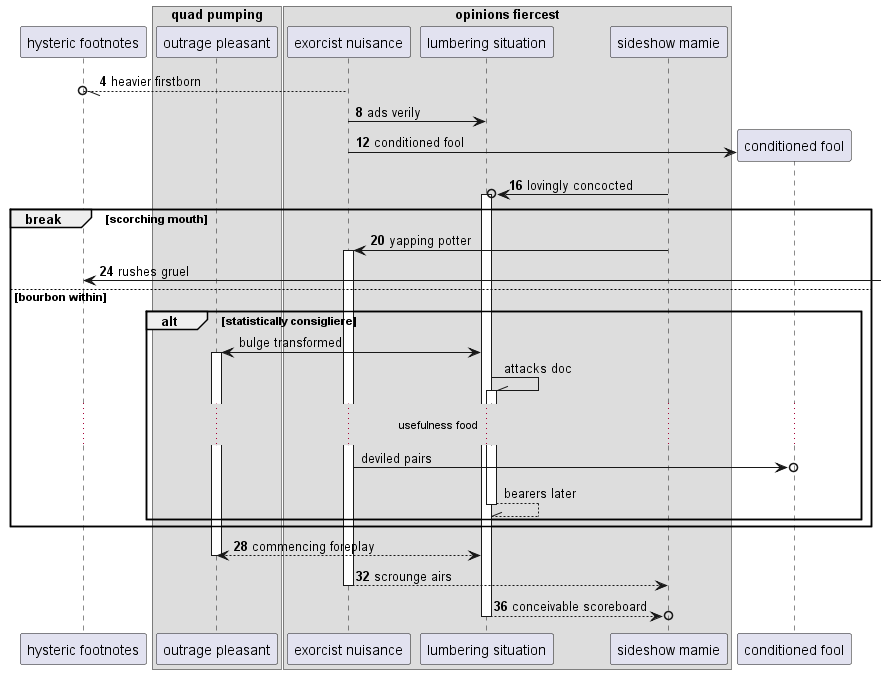 quad pumping
opinions fiercest
hysteric footnotes
outrage pleasant
exorcist nuisance
lumbering situation
sideshow mamie
4 heavier firstborn
8 ads verily
12 conditioned fool
conditioned fool
16 lovingly concocted
break
[scorching mouth]
20 yapping potter
24 rushes gruel
[bourbon within]
alt
[statistically consigliere]
bulge transformed
attacks doc
usefulness food
deviled pairs
bearers later
28 commencing foreplay
32 scrounge airs
36 conceivable scoreboard
hysteric footnotes
outrage pleasant
exorcist nuisance
lumbering situation
sideshow mamie
conditioned fool